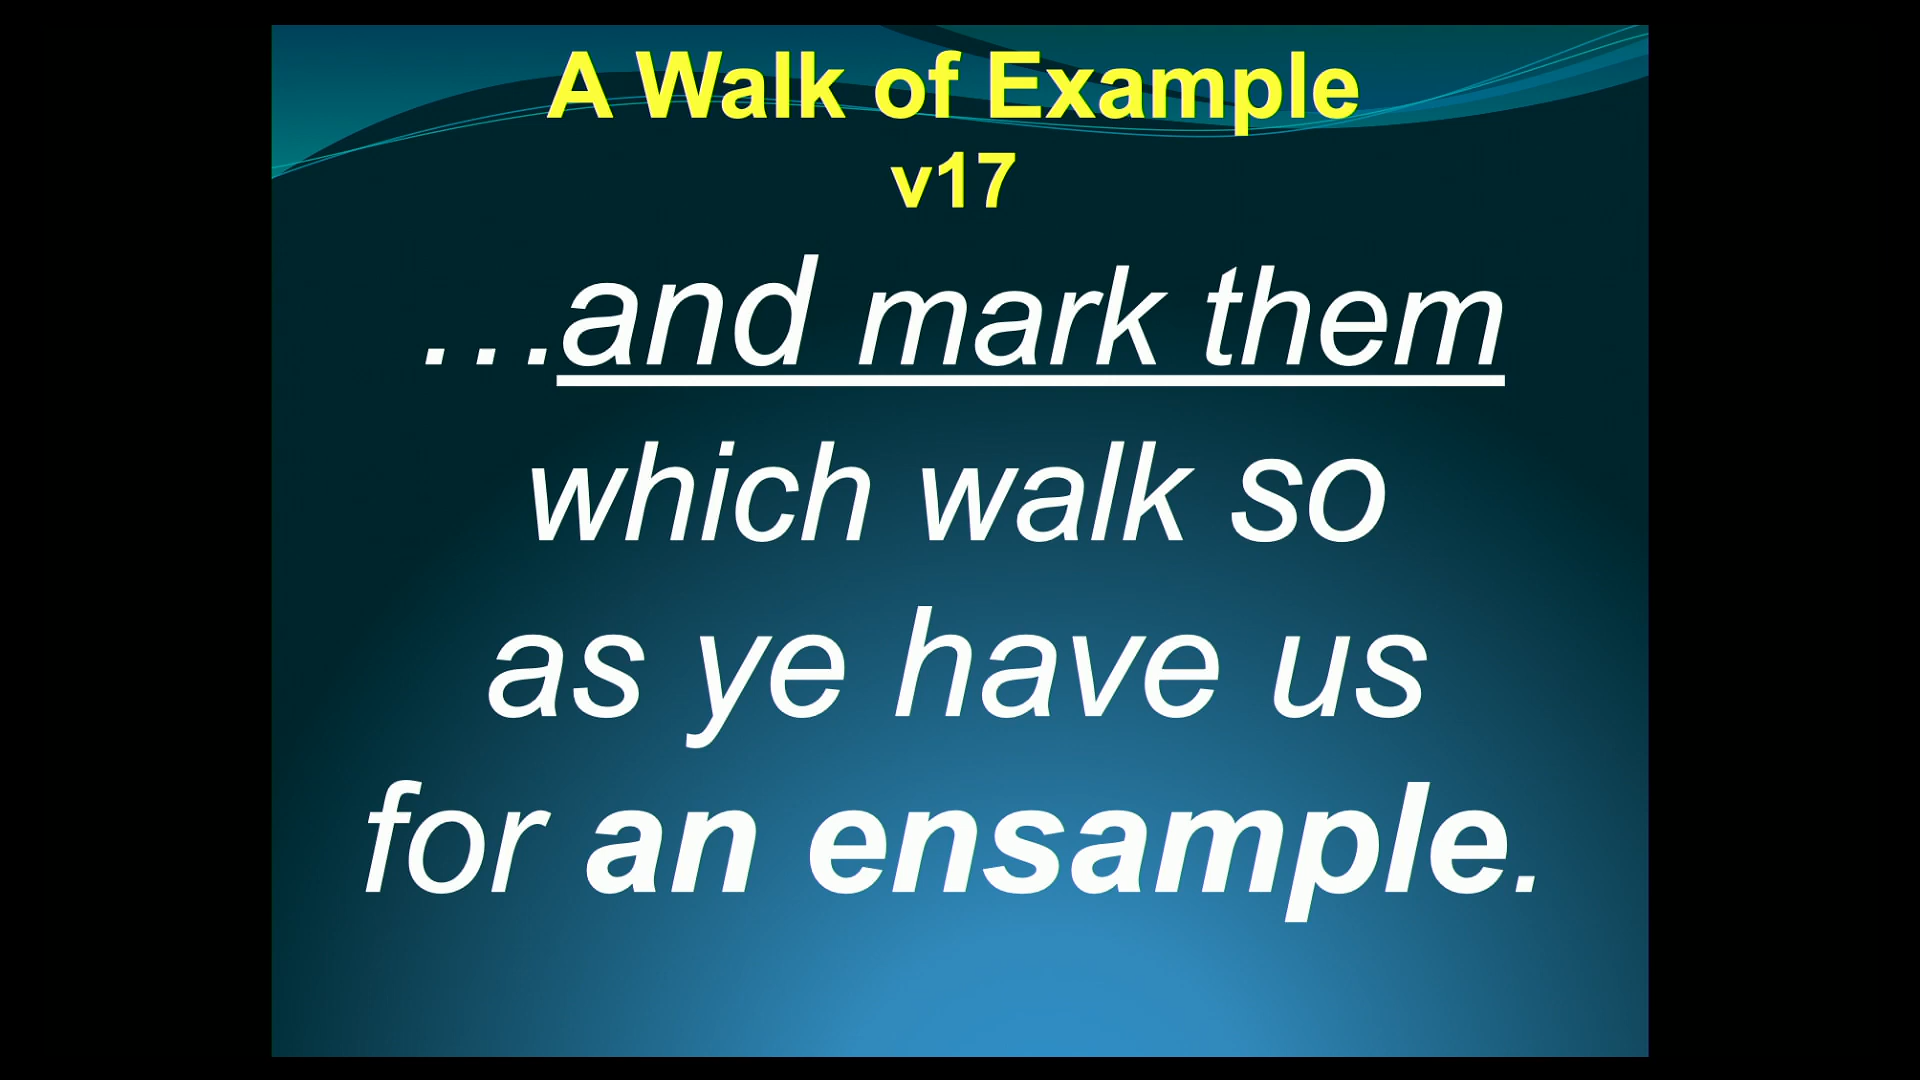 A Walk of Example
v17
…and mark them
which walk so
as ye have us
for an ensample.